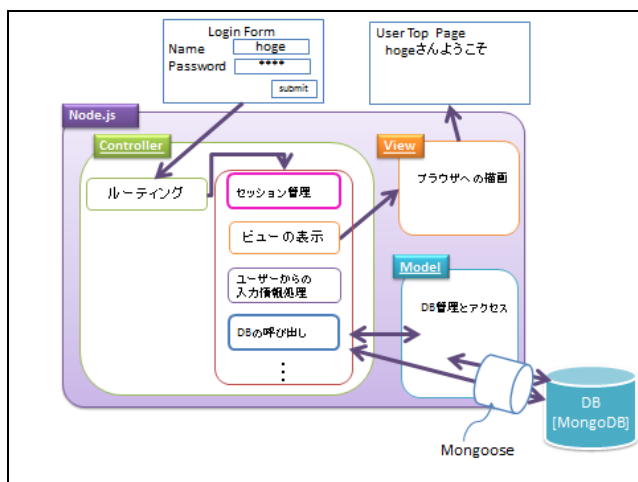 Login Form
Name hoge
Password ****
submit
User Top Page
hogeさんようこそ
Node.js
Controller
ルーティング
セッション管理
ビューの表示
ユーザーからの
入力情報処理
DBの呼び出し
⋮
View
ブラウザへの描画
Model
DB管理とアクセス
Mongoose
DB
[MongoDB]